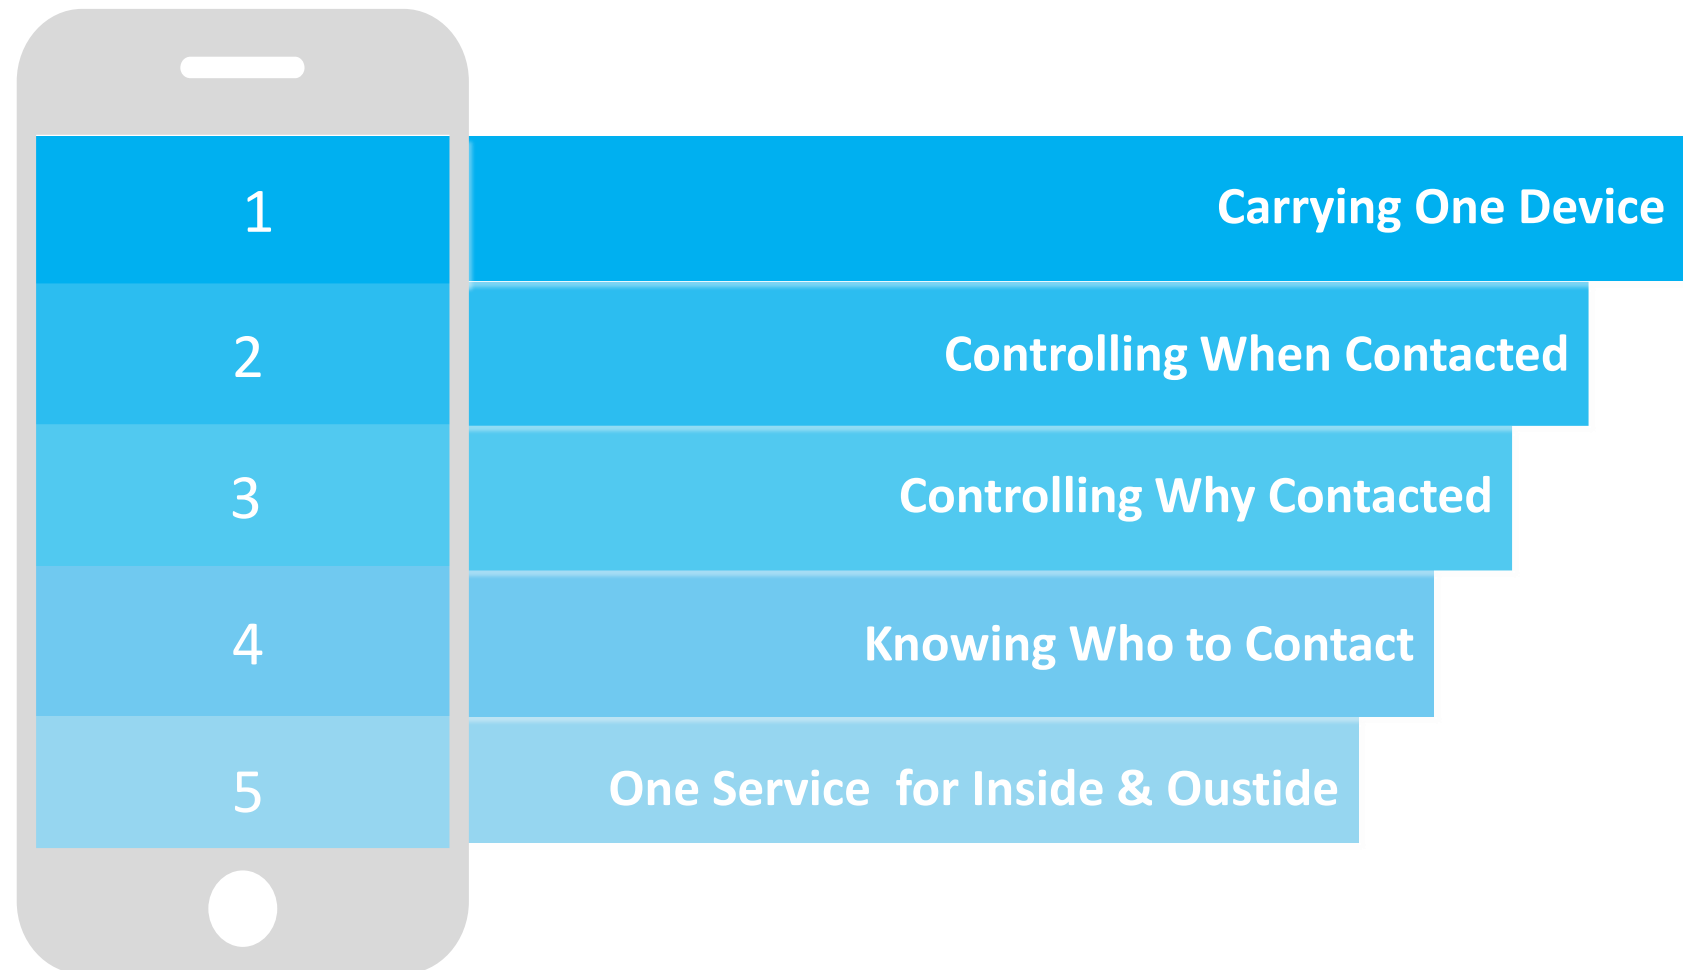 1 Carrying One Device
2 Controlling When Contacted
3 Controlling Why Contacted
4 Knowing Who to Contact
5 One Service  for Inside & Oustide